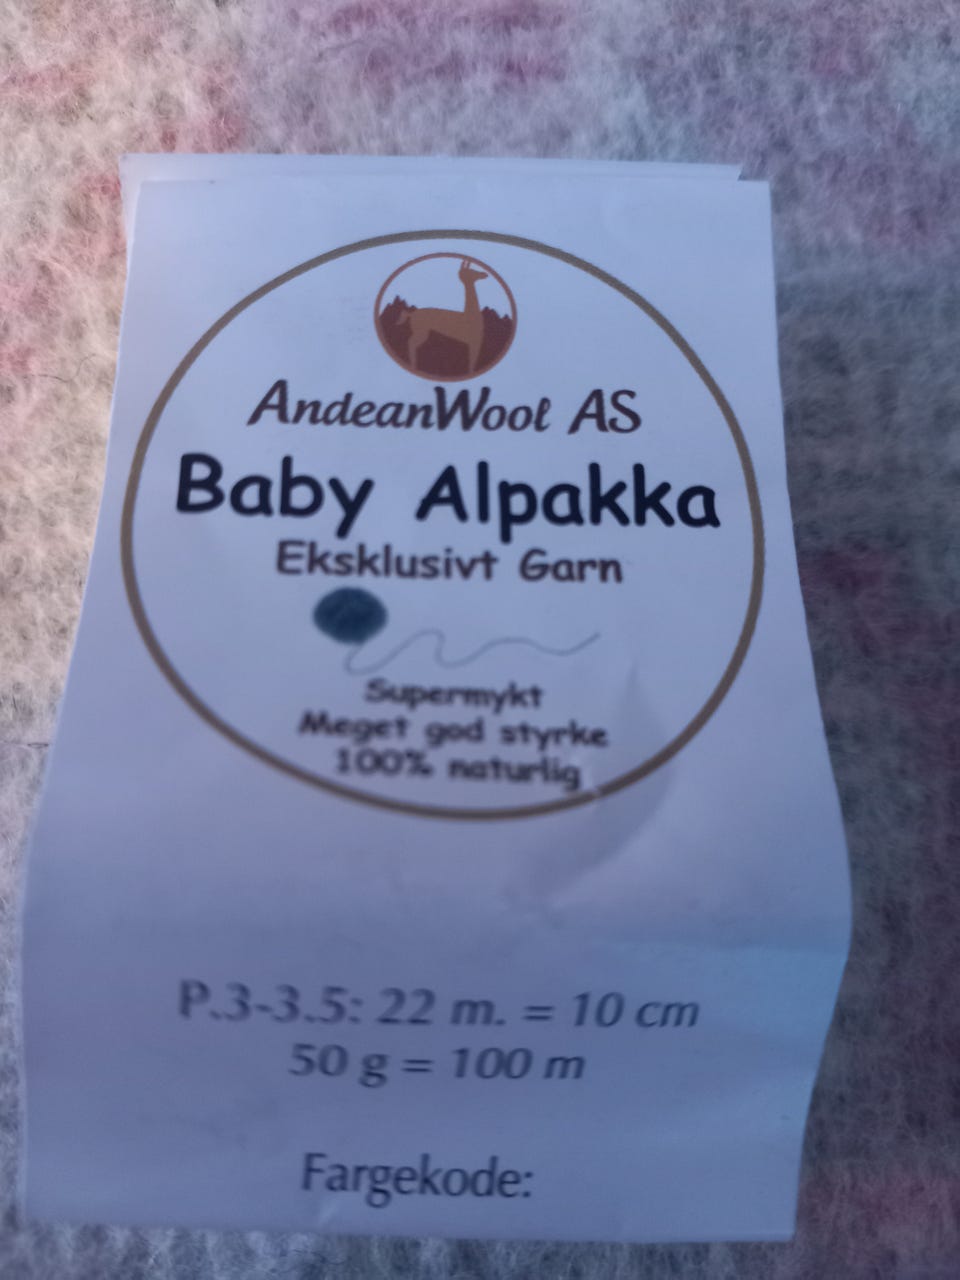 AndeanWool AS
Baby Alpakka
Eksklusivt Garn
Supermykt
Meget god styrke
100% naturlig
P.3-3.5: 22 m. = 10 cm
50 g = 100 m
Fargekode: